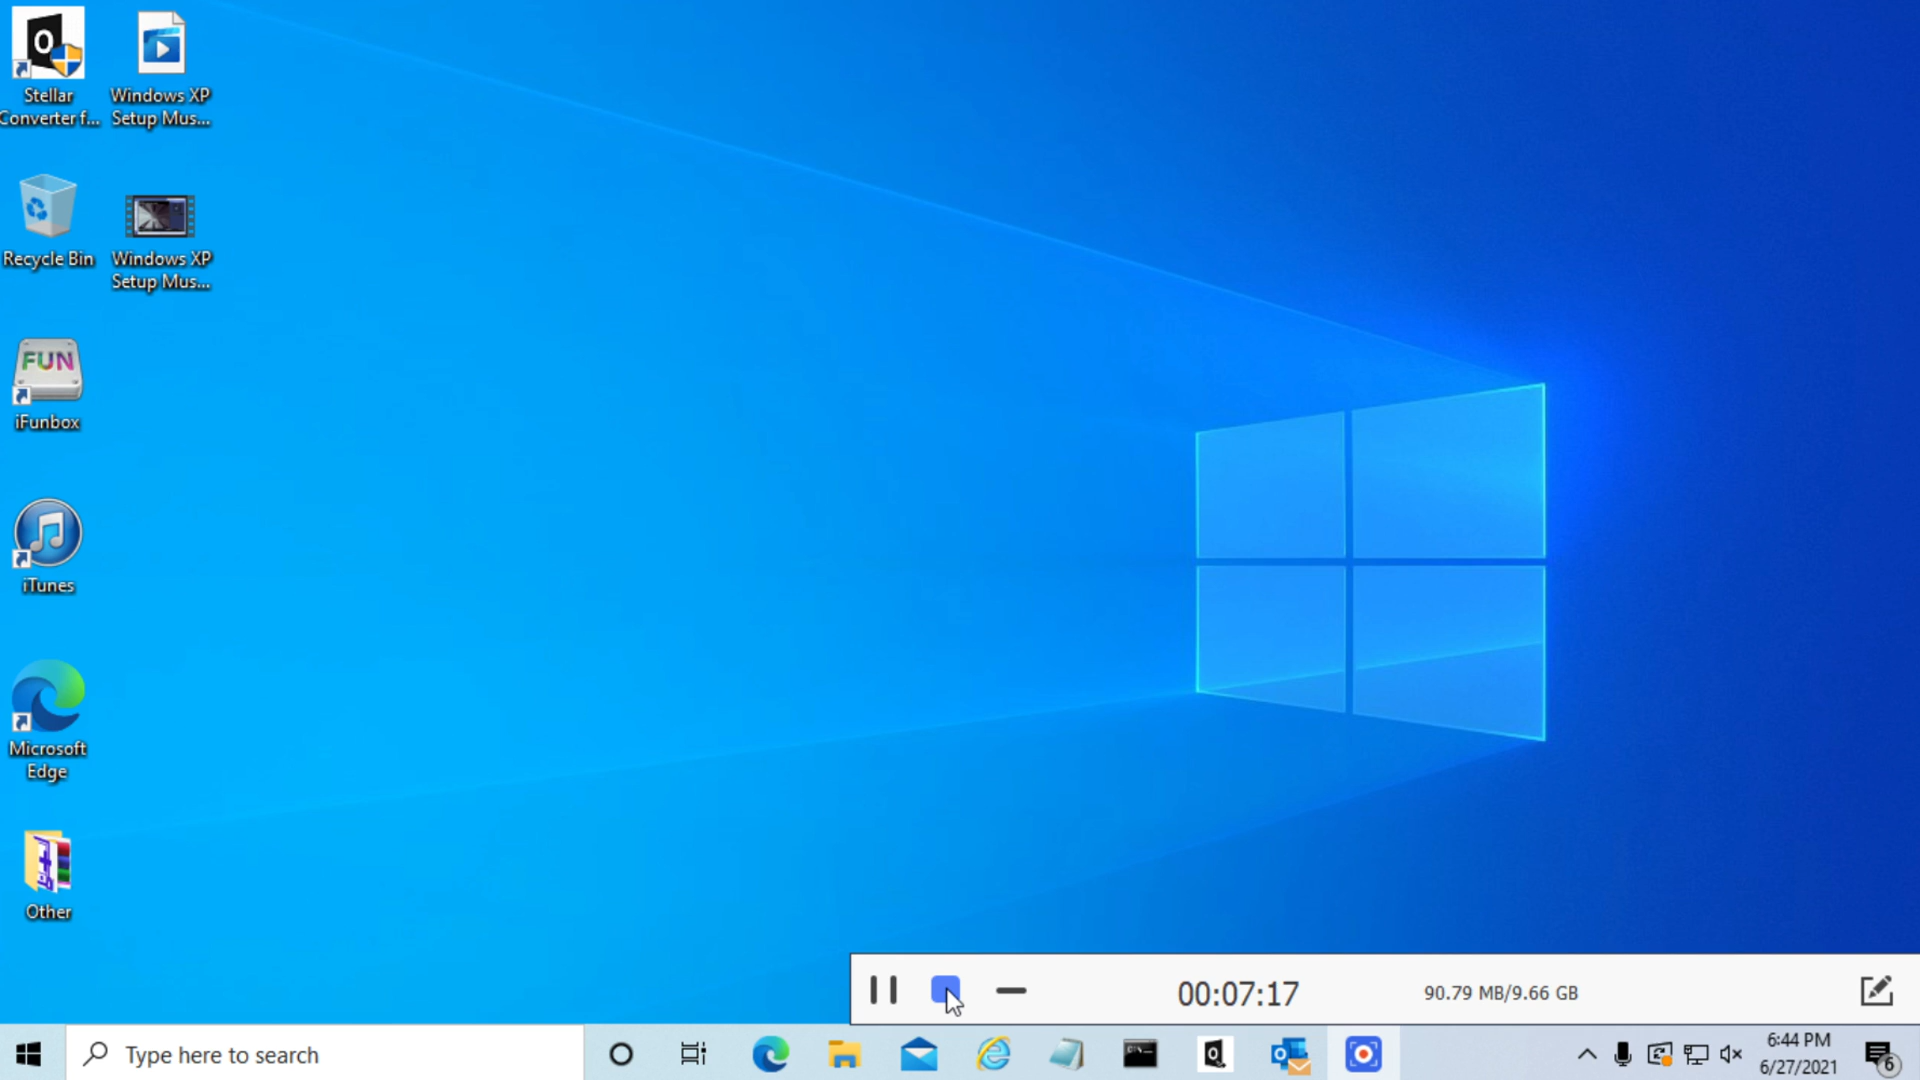 Stellar
Converter f...
Windows XP
Setup Mus...
Recycle Bin
Windows XP
Setup Mus...
FUN
iFunbox
iTunes
Microsoft
Edge
Other
00:07:17
90.79 MB/9.66 GB
Type here to search
6:44 PM
6/27/2021
6